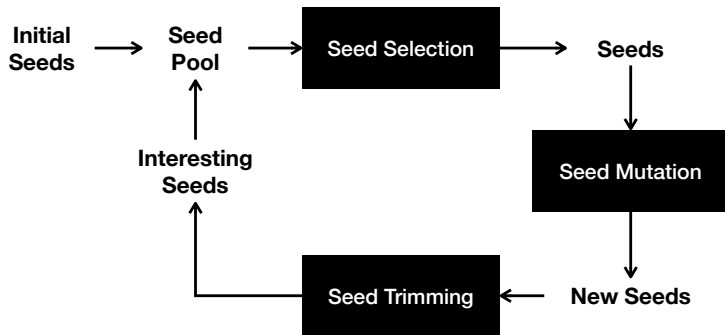 Initial
Seeds
Seed
Pool
Seed Selection
Seeds
Seed Mutation
New Seeds
Seed Trimming
Interesting
Seeds